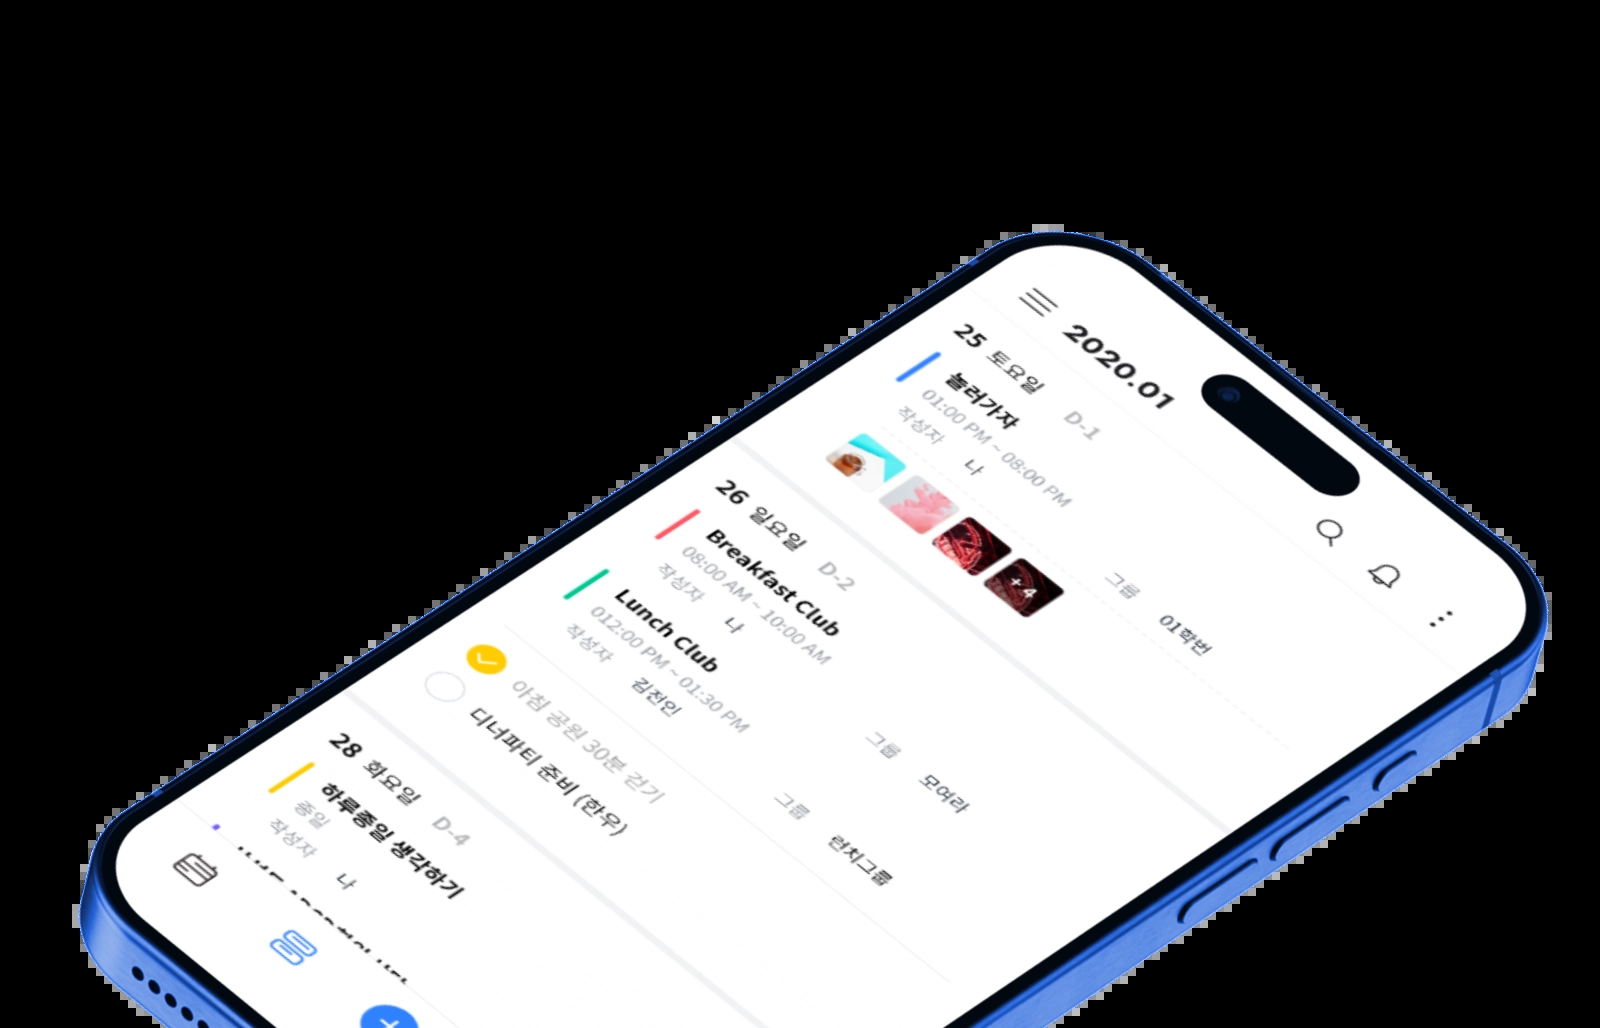 2020.01
25 토요일 D-1
놀러가자
01:00 PM ~ 08:00 PM
작성자 나 그룹 01학번
+4
26 일요일 D-2
Breakfast Club
08:00 AM ~ 10:00 AM
작성자 나 그룹 모여라
Lunch Club
012:00 PM ~ 01:30 PM
작성자 김전인 그룹 런치그룹
아침 공원 30분 걷기
디너파티 준비 (한우)
28 화요일 D-4
하루종일 생각하기
종일
작성자 나